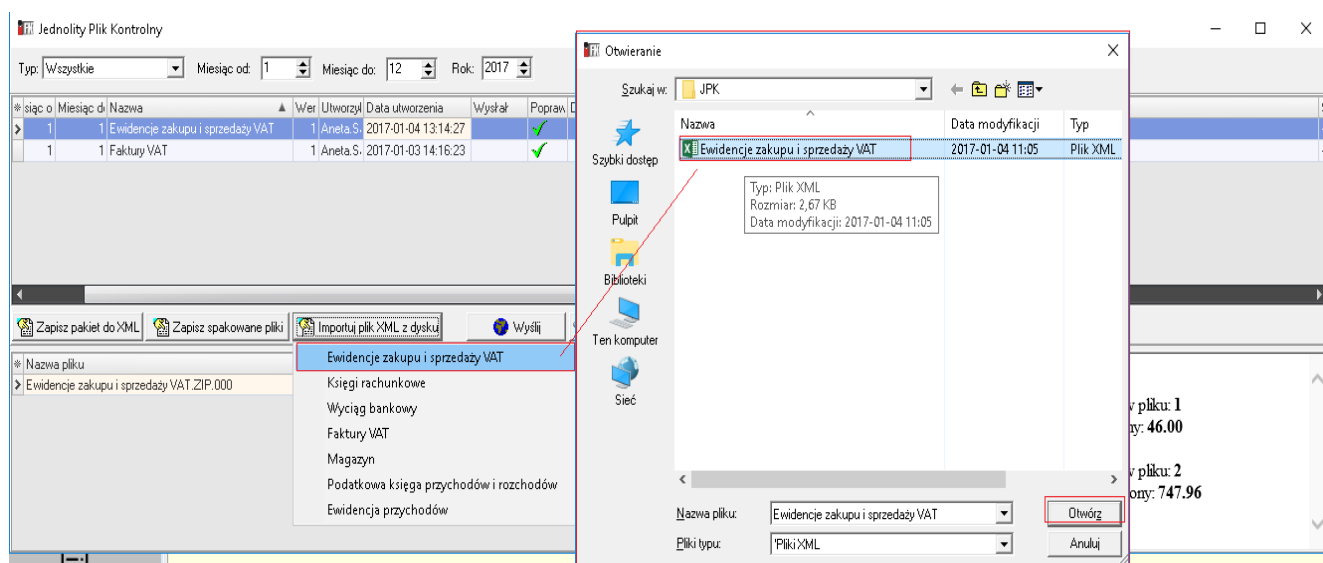 Jednolity Plik Kontrolny
Typ: Wszystkie Miesiąc od: 1 Miesiąc do: 12 Rok: 2017
siąc o Miesiąc d Nazwa Wer Utworzył Data utworzenia Wysłał Popraw
1 1 Ewidencje zakupu i sprzedaży VAT 1 Aneta.S. 2017-01-04 13:14:27
1 1 Faktury VAT 1 Aneta.S. 2017-01-03 14:16:23
Zapisz pakiet do XML Zapisz spakowane pliki Importuj plik XML z dysku Wyślij
Nazwa pliku
Ewidencje zakupu i sprzedaży VAT.ZIP.000
Ewidencje zakupu i sprzedaży VAT
Księgi rachunkowe
Wyciąg bankowy
Faktury VAT
Magazyn
Podatkowa księga przychodów i rozchodów
Ewidencja przychodów
Otwieranie
Szukaj w: JPK
Nazwa Data modyfikacji Typ
Ewidencje zakupu i sprzedaży VAT 2017-01-04 11:05 Plik XML
Typ: Plik XML
Rozmiar: 2,67 KB
Data modyfikacji: 2017-01-04 11:05
Szybki dostęp
Pulpit
Biblioteki
Ten komputer
Sieć
Nazwa pliku: Ewidencje zakupu i sprzedaży VAT Otwórz
Pliki typu: 'Pliki XML Anuluj
w pliku: 1
ny: 46.00
w pliku: 2
ony: 747.96